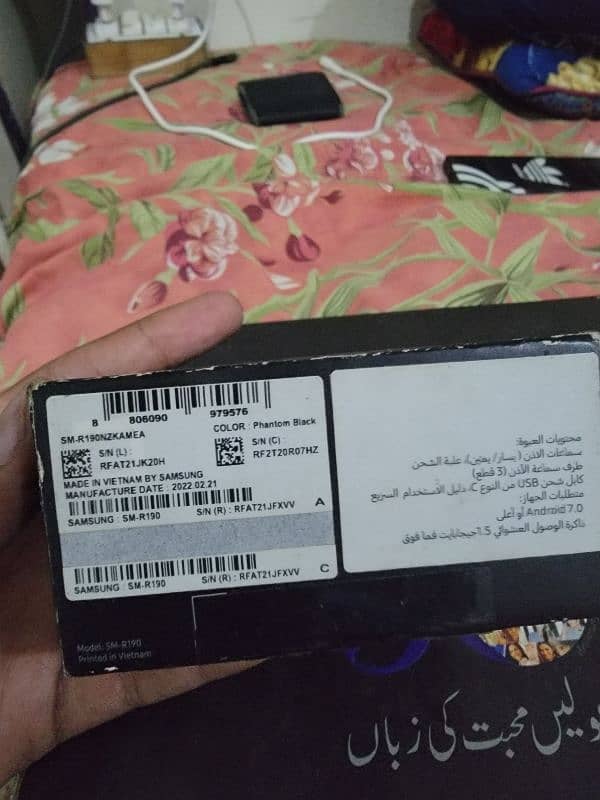 8 806090 979576
SM-R190NZKAMEA
COLOR : Phantom Black
S/N (L) :
RFAT21JK20H
S/N (C) :
RF2T20R07HZ
MADE IN VIETNAM BY SAMSUNG
MANUFACTURE DATE : 2022.02.21
SAMSUNG : SM-R190 S/N (R) : RFAT21JFXVV A
SAMSUNG : SM-R190 S/N (R) : RFAT21JFXVV C
Model: SM-R190
Printed in Vietnam
محتويات العبوة:
سماعات الأذن (يسار/ يمين)، علبة الشحن
طرف سماعة الأذن (3 قطع)
كابل شحن USB من النوع C، دليل الاستخدام السريع
متطلبات الجهاز:
Android 7.0 أو أعلى
ذاكرة الوصول العشوائي 1.5جيجابايت فما فوق
بولیں محبت کی زباں